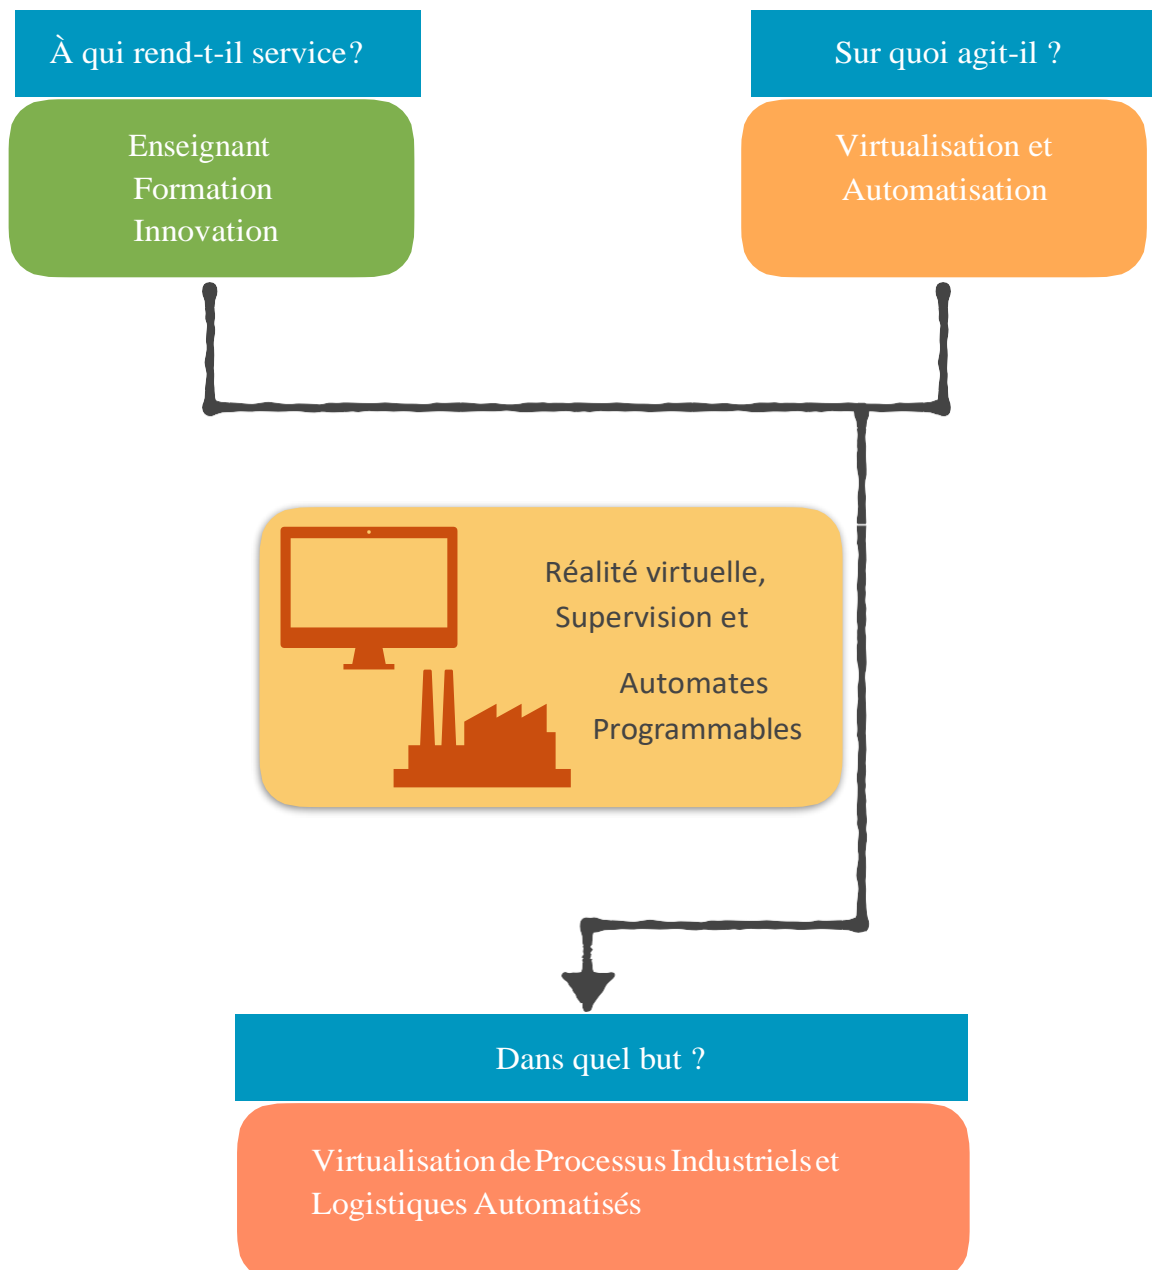 À qui rend-t-il service?
Sur quoi agit-il ?
Enseignant
Formation
Innovation
Virtualisation et
Automatisation
Réalité virtuelle,
Supervision et
Automates
Programmables
Dans quel but ?
Virtualisation de Processus Industriels et
Logistiques Automatisés